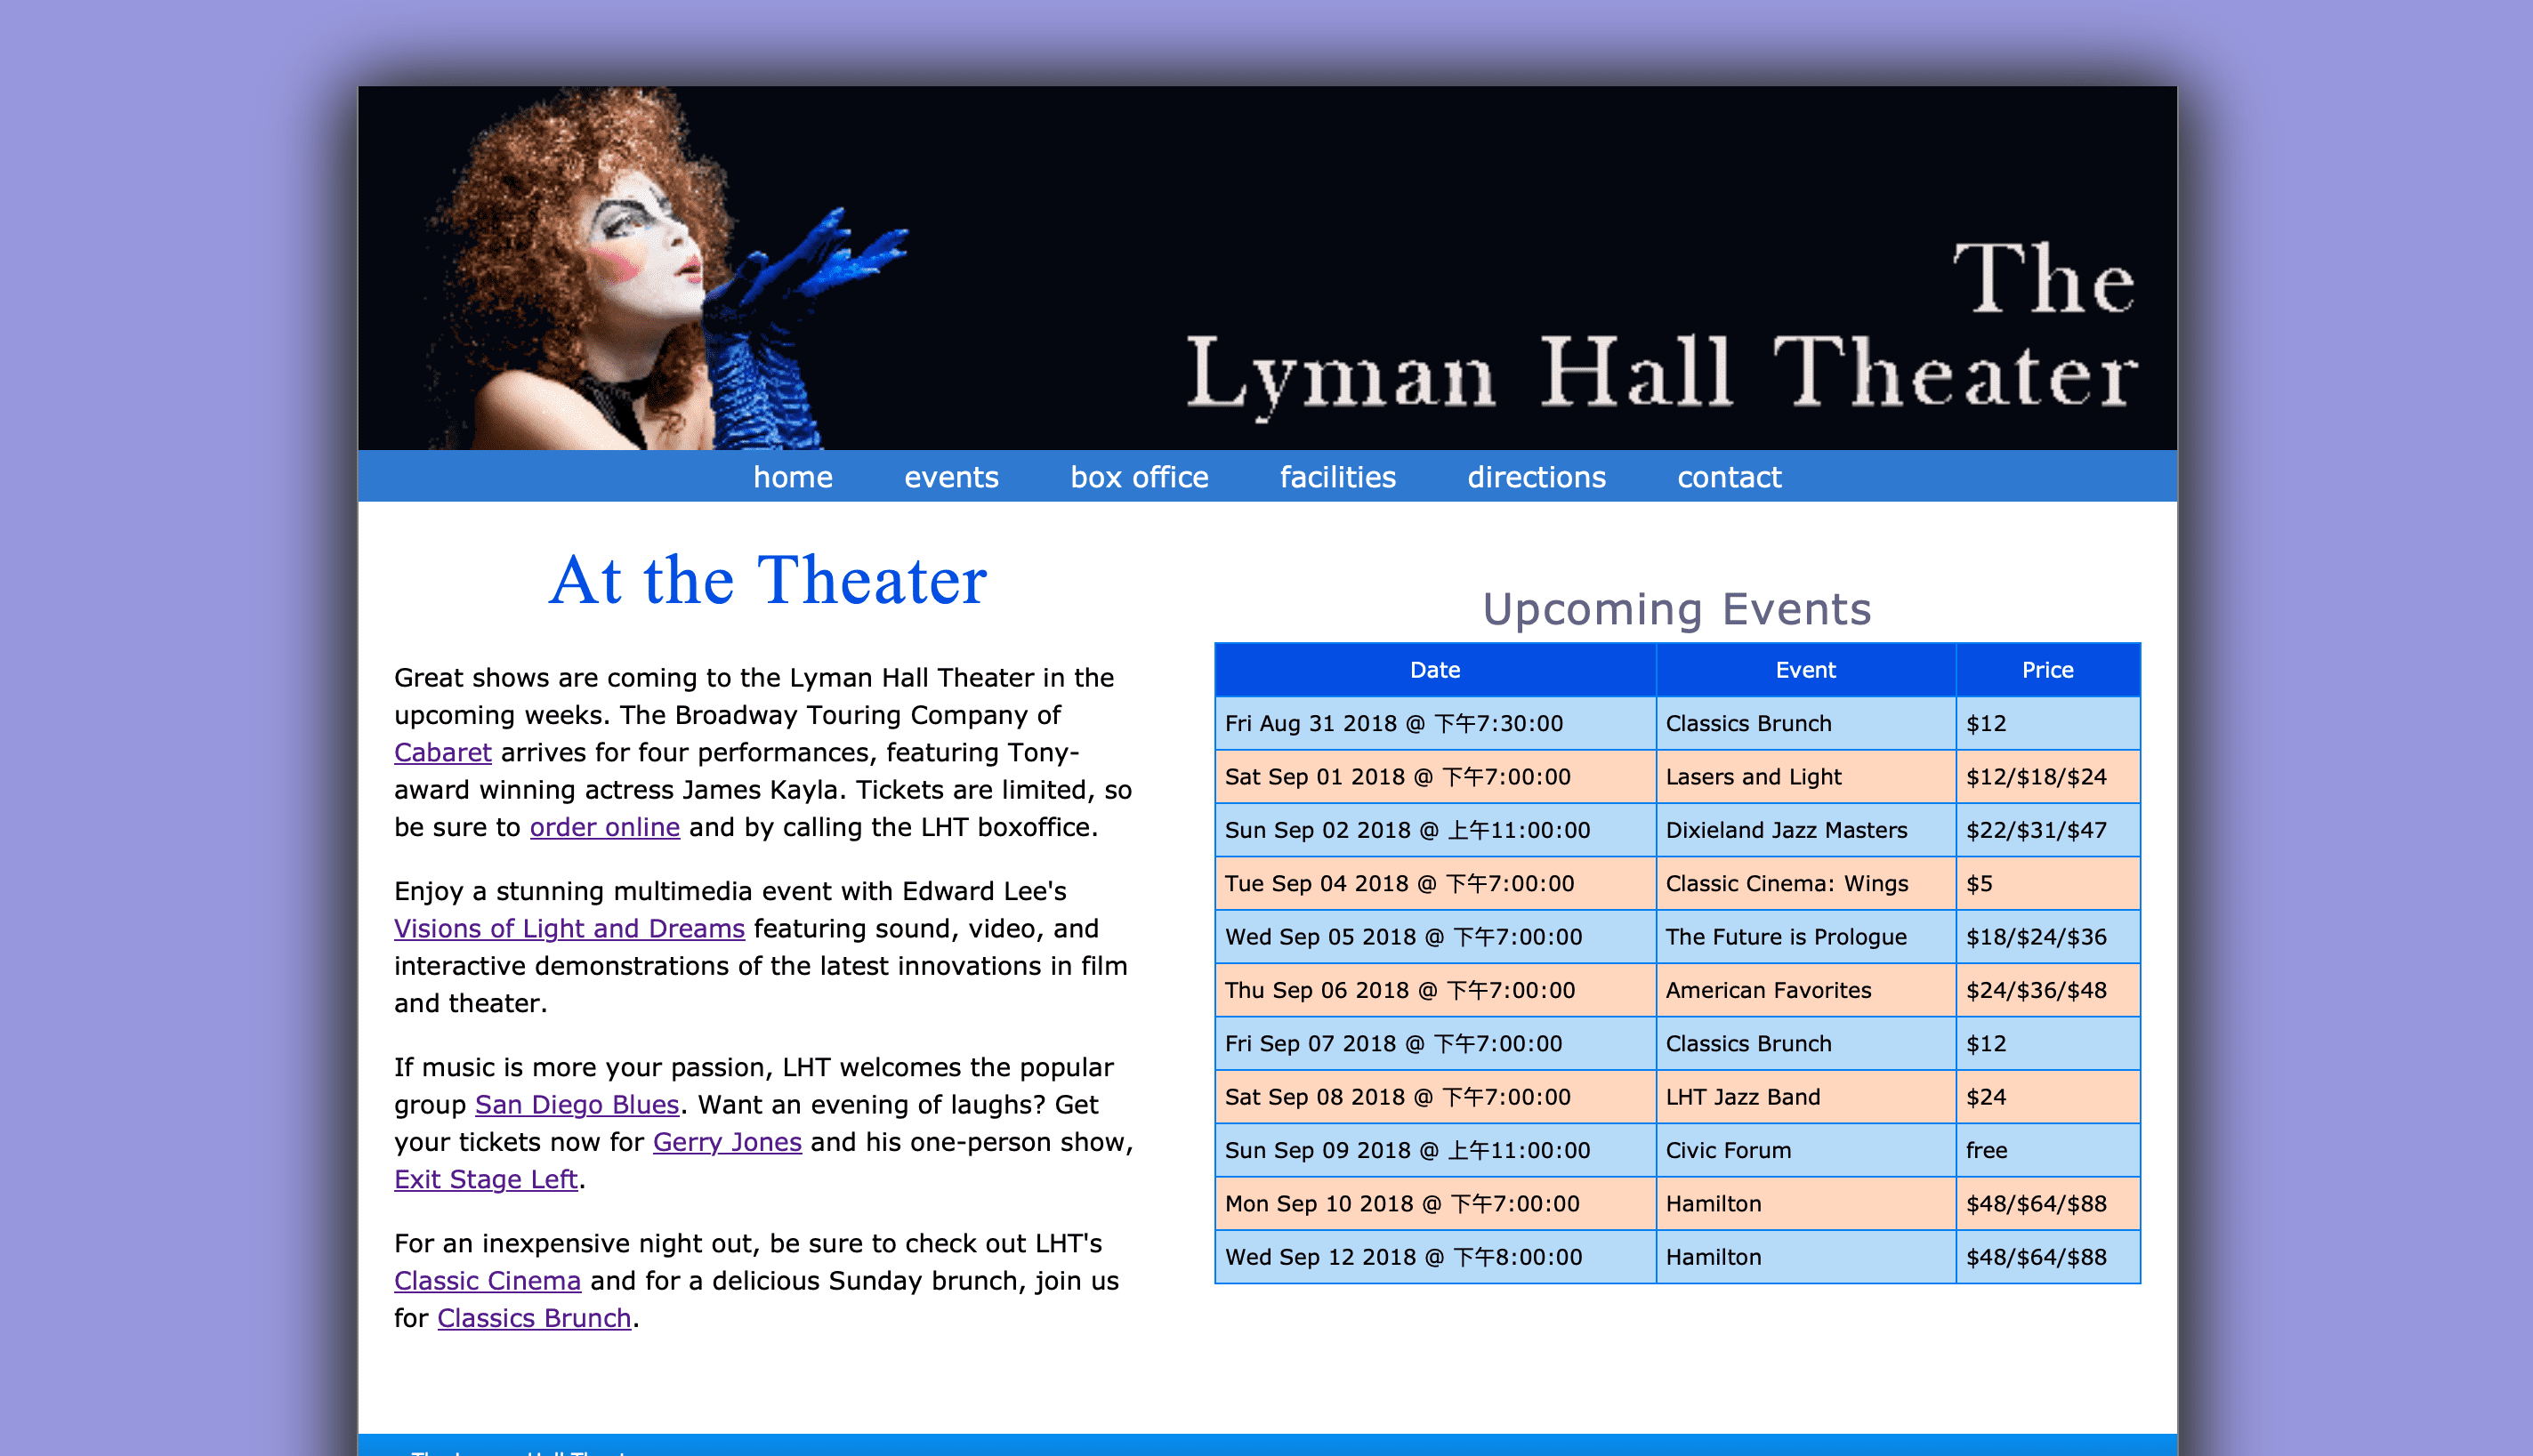 The
Lyman Hall Theater
home events box office facilities directions contact
At the Theater
Great shows are coming to the Lyman Hall Theater in the
upcoming weeks. The Broadway Touring Company of
Cabaret arrives for four performances, featuring Tony-
award winning actress James Kayla. Tickets are limited, so
be sure to order online and by calling the LHT boxoffice.
Enjoy a stunning multimedia event with Edward Lee's
Visions of Light and Dreams featuring sound, video, and
interactive demonstrations of the latest innovations in film
and theater.
If music is more your passion, LHT welcomes the popular
group San Diego Blues. Want an evening of laughs? Get
your tickets now for Gerry Jones and his one-person show,
Exit Stage Left.
For an inexpensive night out, be sure to check out LHT's
Classic Cinema and for a delicious Sunday brunch, join us
for Classics Brunch.
Upcoming Events
Date Event Price
Fri Aug 31 2018 @ 下午7:30:00 Classics Brunch $12
Sat Sep 01 2018 @ 下午7:00:00 Lasers and Light $12/$18/$24
Sun Sep 02 2018 @ 上午11:00:00 Dixieland Jazz Masters $22/$31/$47
Tue Sep 04 2018 @ 下午7:00:00 Classic Cinema: Wings $5
Wed Sep 05 2018 @ 下午7:00:00 The Future is Prologue $18/$24/$36
Thu Sep 06 2018 @ 下午7:00:00 American Favorites $24/$36/$48
Fri Sep 07 2018 @ 下午7:00:00 Classics Brunch $12
Sat Sep 08 2018 @ 下午7:00:00 LHT Jazz Band $24
Sun Sep 09 2018 @ 上午11:00:00 Civic Forum free
Mon Sep 10 2018 @ 下午7:00:00 Hamilton $48/$64/$88
Wed Sep 12 2018 @ 下午8:00:00 Hamilton $48/$64/$88